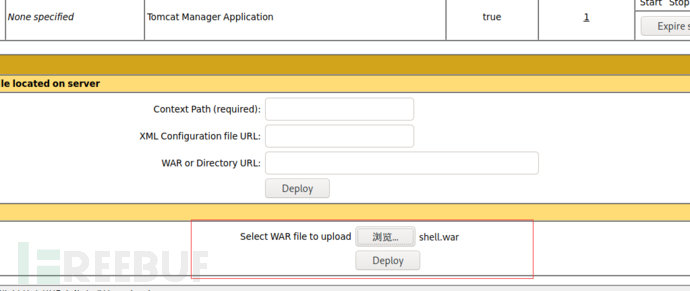 Start Stop
None specified Tomcat Manager Application true 1
Expire s
le located on server
Context Path (required):
XML Configuration file URL:
WAR or Directory URL:
Deploy
Select WAR file to upload 浏览... shell.war
Deploy
REEBUF